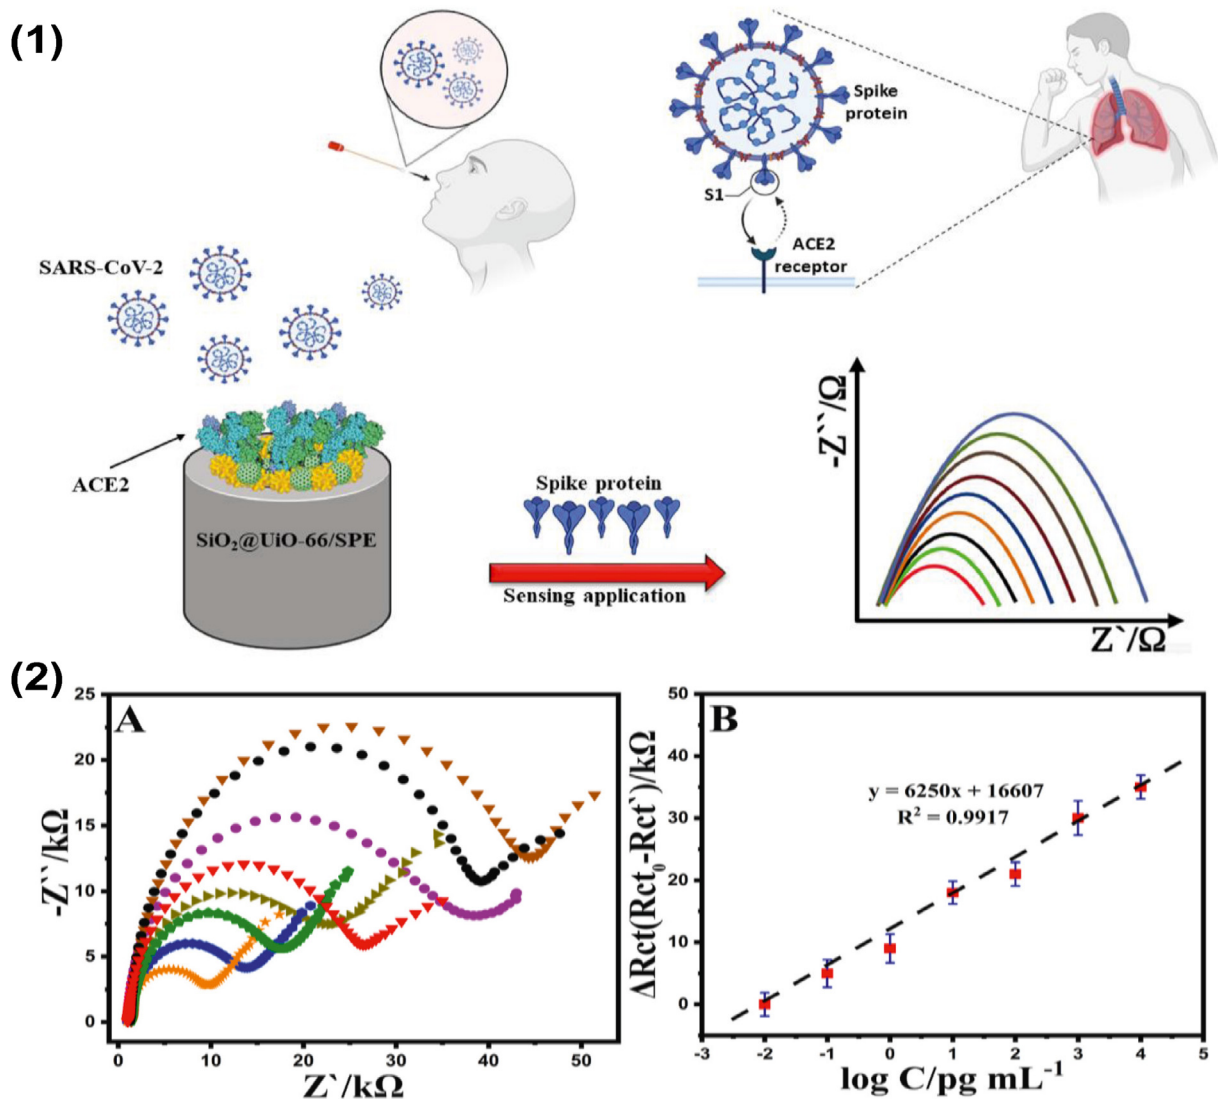 (1)
Spike
protein
S1
ACE2
receptor
SARS-CoV-2
ACE2
SiO₂@UiO-66/SPE
Spike protein
Sensing application
-Z``/Ω
Z`/Ω
(2)
A
25
20
15
10
5
0
-Z``/kΩ
0 10 20 30 40 50
Z`/kΩ
B
50
40
30
20
10
0
ΔRct(Rct₀-Rct`)/kΩ
y = 6250x + 16607
R² = 0.9917
-3 -2 -1 0 1 2 3 4 5
log C/pg mL⁻¹